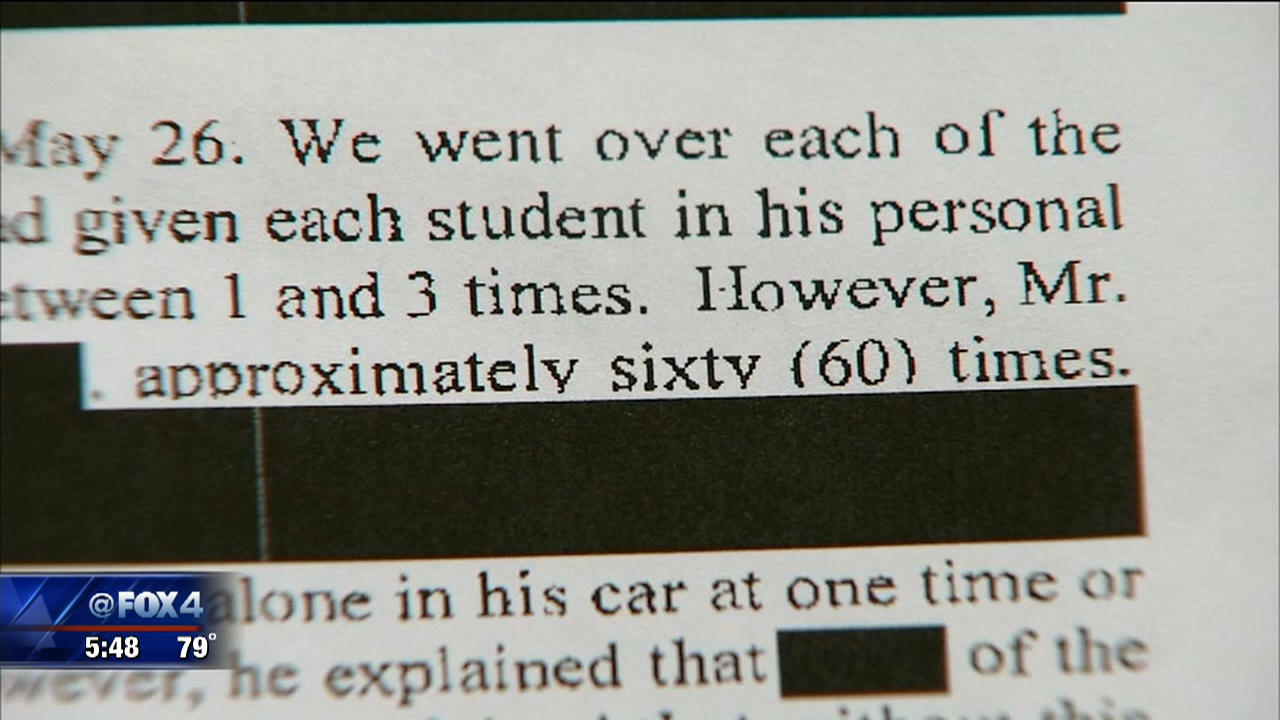 May 26. We went over each of the
given each student in his personal
1 and 3 times. However, Mr.
. approximately sixty (60) times.
alone in his car at one time or
he explained that of the
@FOX4
5:48 79°